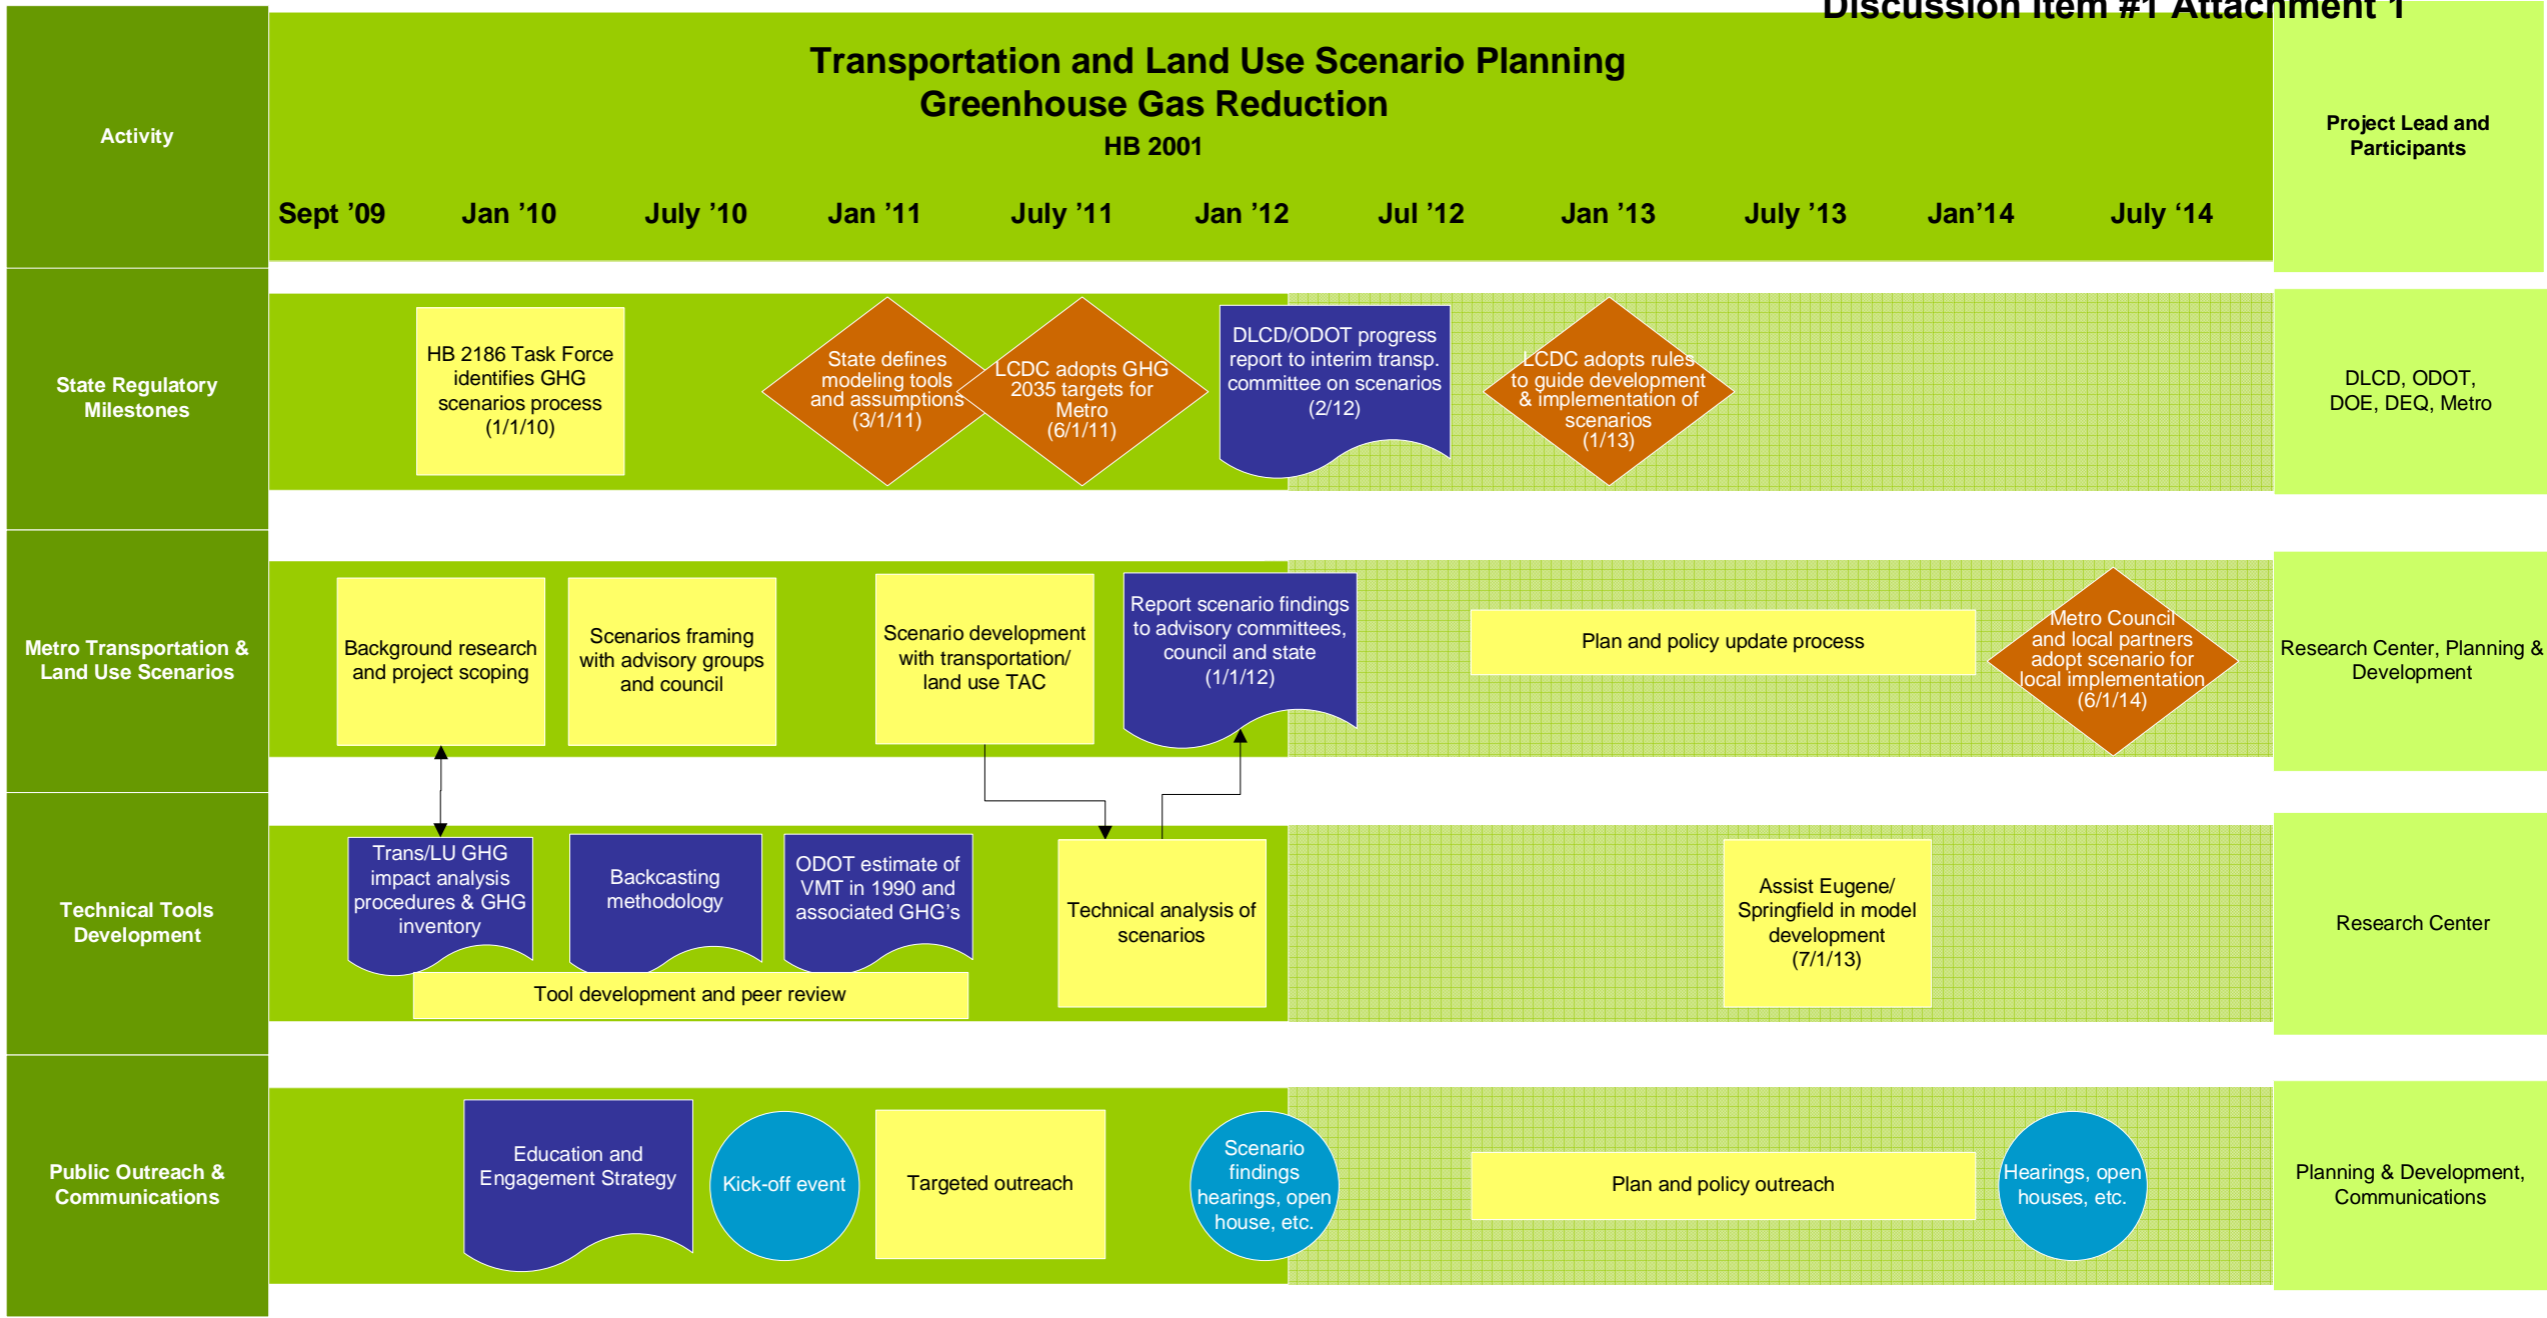 Discussion Item #1 Attachment 1
Activity
Transportation and Land Use Scenario Planning
Greenhouse Gas Reduction
HB 2001
Project Lead and
Participants
Sept '09 Jan '10 July '10 Jan '11 July '11 Jan '12 Jul '12 Jan '13 July '13 Jan'14 July ‘14
State Regulatory
Milestones
HB 2186 Task Force
identifies GHG
scenarios process
(1/1/10)
State defines
modeling tools
and assumptions
(3/1/11)
LCDC adopts GHG
2035 targets for
Metro
(6/1/11)
DLCD/ODOT progress
report to interim transp.
committee on scenarios
(2/12)
LCDC adopts rules
to guide development
& implementation of
scenarios
(1/13)
DLCD, ODOT,
DOE, DEQ, Metro
Metro Transportation &
Land Use Scenarios
Background research
and project scoping
Scenarios framing
with advisory groups
and council
Scenario development
with transportation/
land use TAC
Report scenario findings
to advisory committees,
council and state
(1/1/12)
Plan and policy update process
Metro Council
and local partners
adopt scenario for
local implementation
(6/1/14)
Research Center, Planning &
Development
Technical Tools
Development
Trans/LU GHG
impact analysis
procedures & GHG
inventory
Backcasting
methodology
ODOT estimate of
VMT in 1990 and
associated GHG's
Tool development and peer review
Technical analysis of
scenarios
Assist Eugene/
Springfield in model
development
(7/1/13)
Research Center
Public Outreach &
Communications
Education and
Engagement Strategy
Kick-off event
Targeted outreach
Scenario
findings
hearings, open
house, etc.
Plan and policy outreach
Hearings, open
houses, etc.
Planning & Development,
Communications